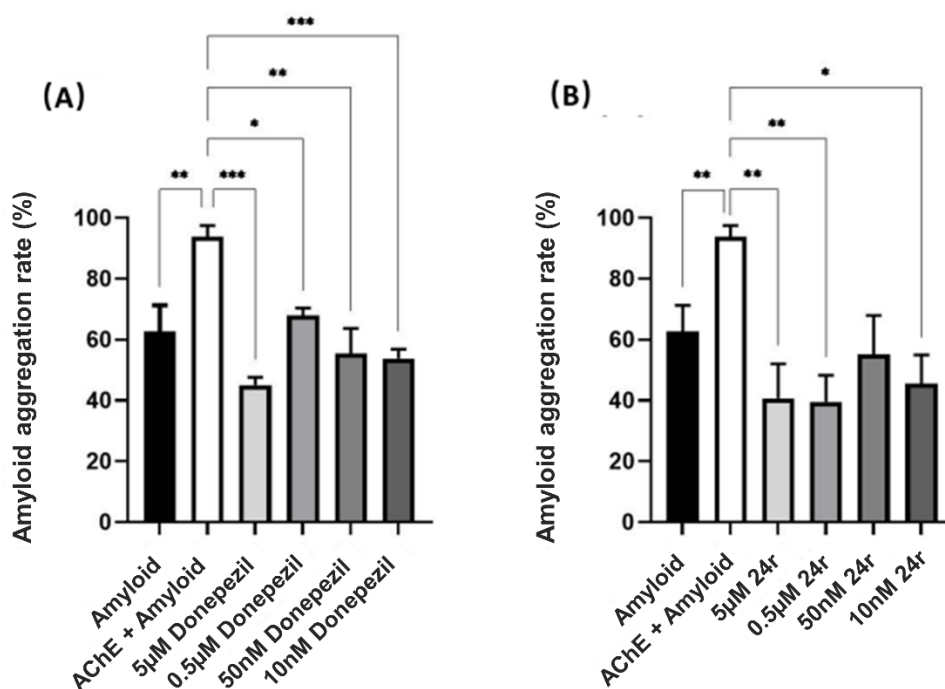 (A)
***
**
*
** ***
Amyloid aggregation rate (%)
100
80
60
40
20
0
Amyloid
AChE + Amyloid
5μM Donepezil
0.5μM Donepezil
50nM Donepezil
10nM Donepezil
(B)
*
**
** **
Amyloid aggregation rate (%)
100
80
60
40
20
0
Amyloid
AChE + Amyloid
5μM 24r
0.5μM 24r
50nM 24r
10nM 24r